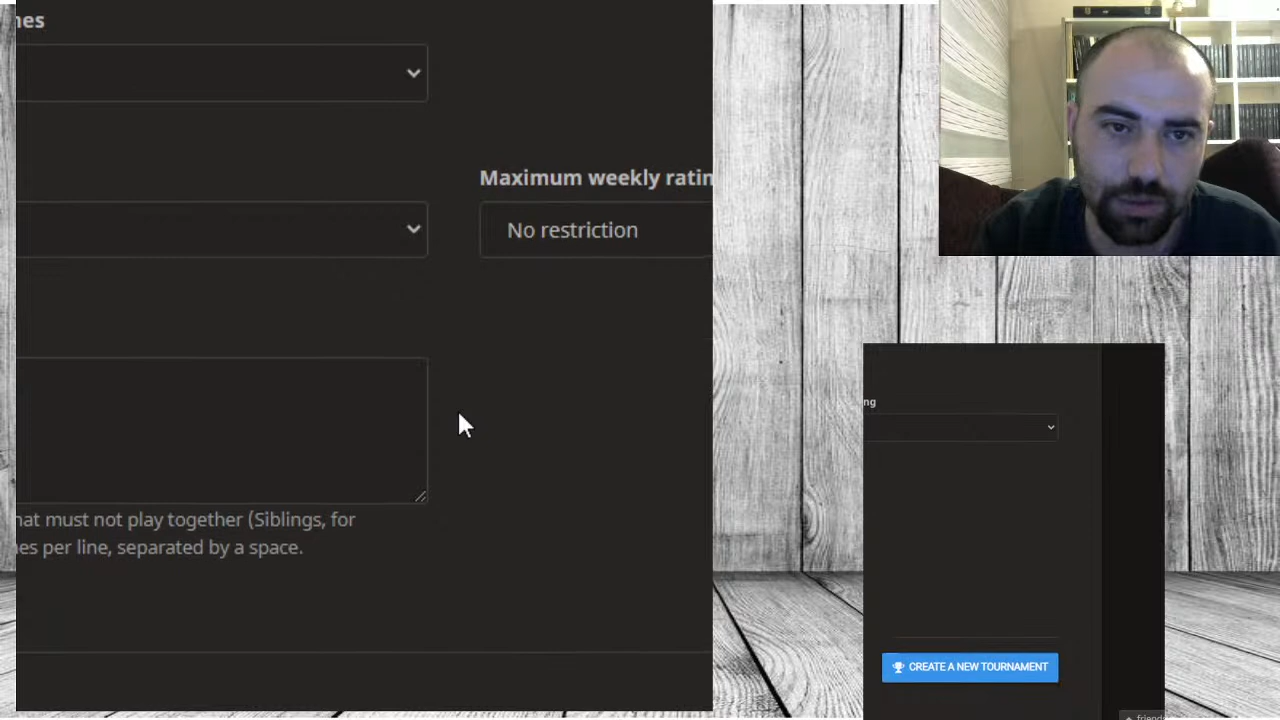 nes
Maximum weekly ratin
No restriction
hat must not play together (Siblings, for
es per line, separated by a space.
ng
CREATE A NEW TOURNAMENT